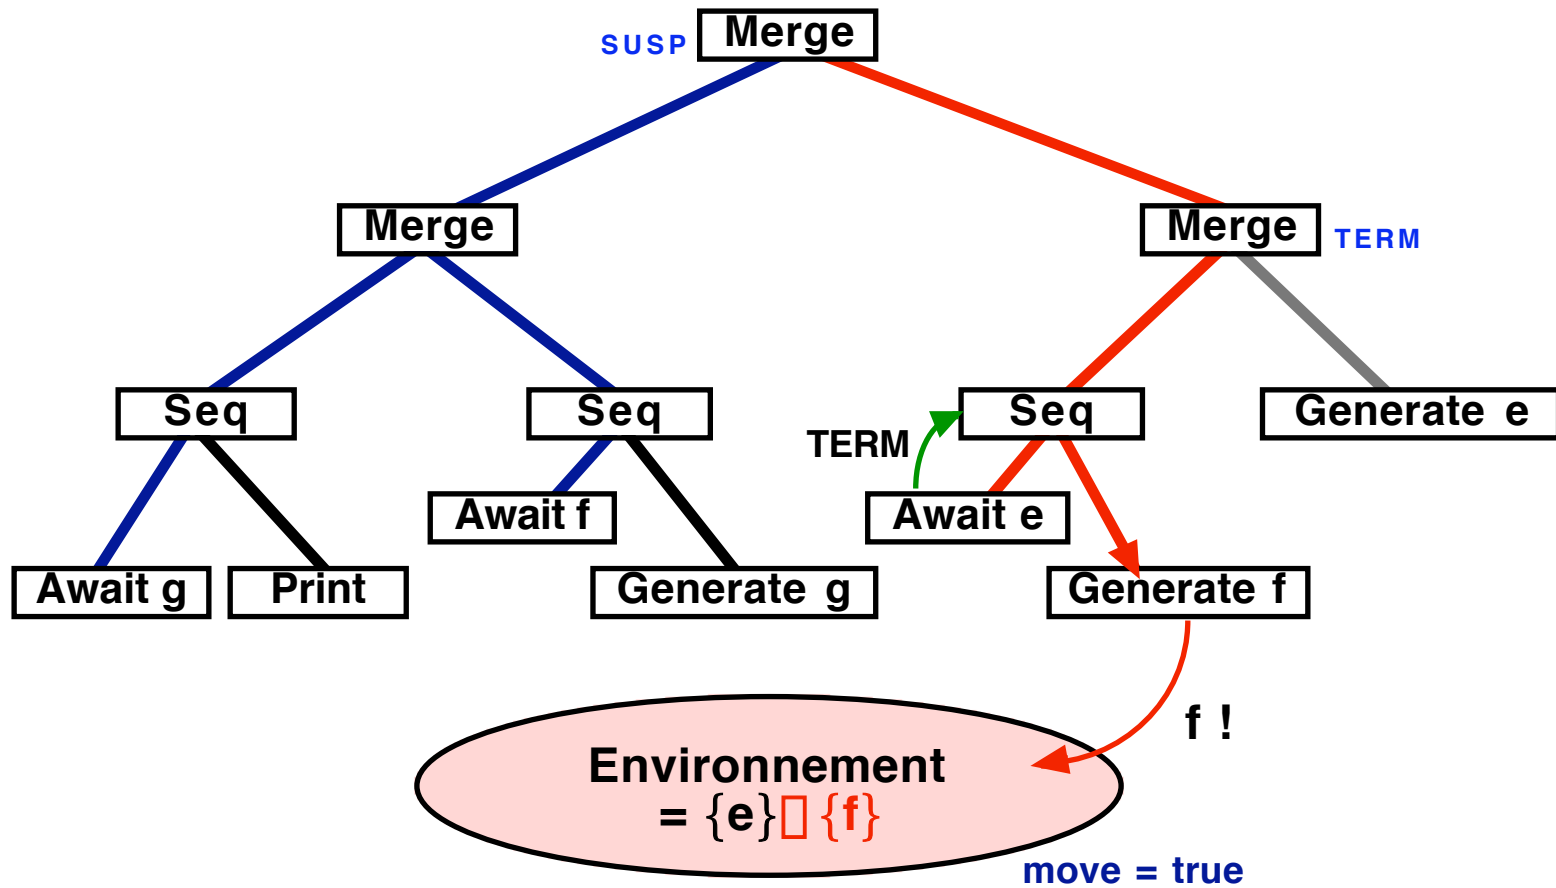 SUSP
Merge
Merge
Merge
TERM
Seq
Seq
Seq
Generate e
TERM
Await f
Await e
Await g
Print
Generate g
Generate f
f !
Environnement
= {e}▯{f}
move = true